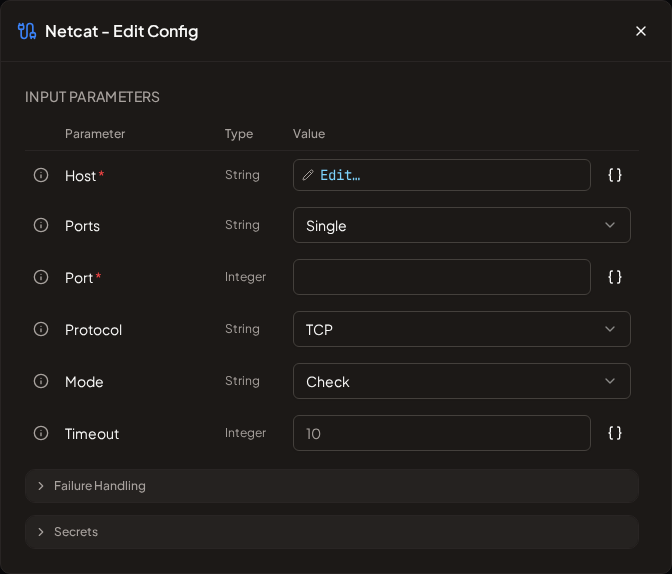 Netcat - Edit Config
INPUT PARAMETERS
Parameter Type Value
Host * String Edit... {}
Ports String Single
Port * Integer {}
Protocol String TCP
Mode String Check
Timeout Integer 10 {}
Failure Handling
Secrets